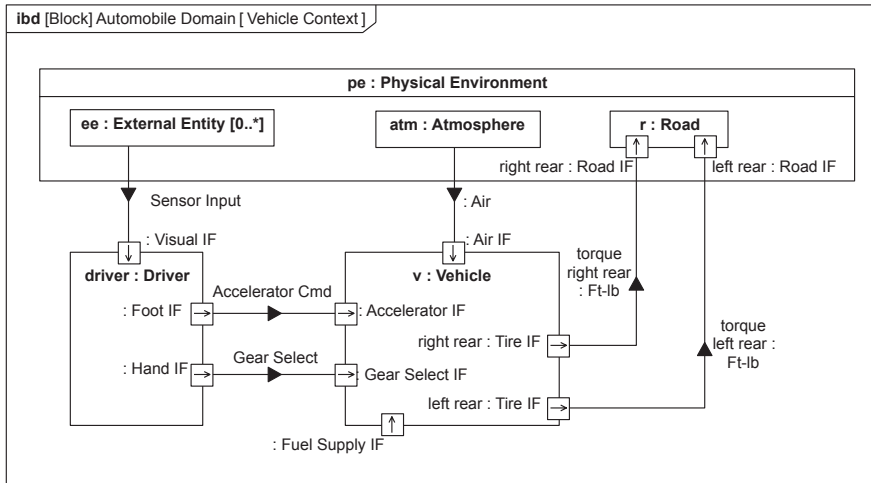 ibd [Block] Automobile Domain [ Vehicle Context ]
pe : Physical Environment
ee : External Entity [0..*]
atm : Atmosphere
r : Road
right rear : Road IF
left rear : Road IF
Sensor Input
: Air
: Visual IF
: Air IF
torque
right rear
: Ft-lb
driver : Driver
v : Vehicle
Accelerator Cmd
: Foot IF
: Accelerator IF
torque
left rear :
Ft-lb
right rear : Tire IF
Gear Select
: Hand IF
: Gear Select IF
left rear : Tire IF
: Fuel Supply IF